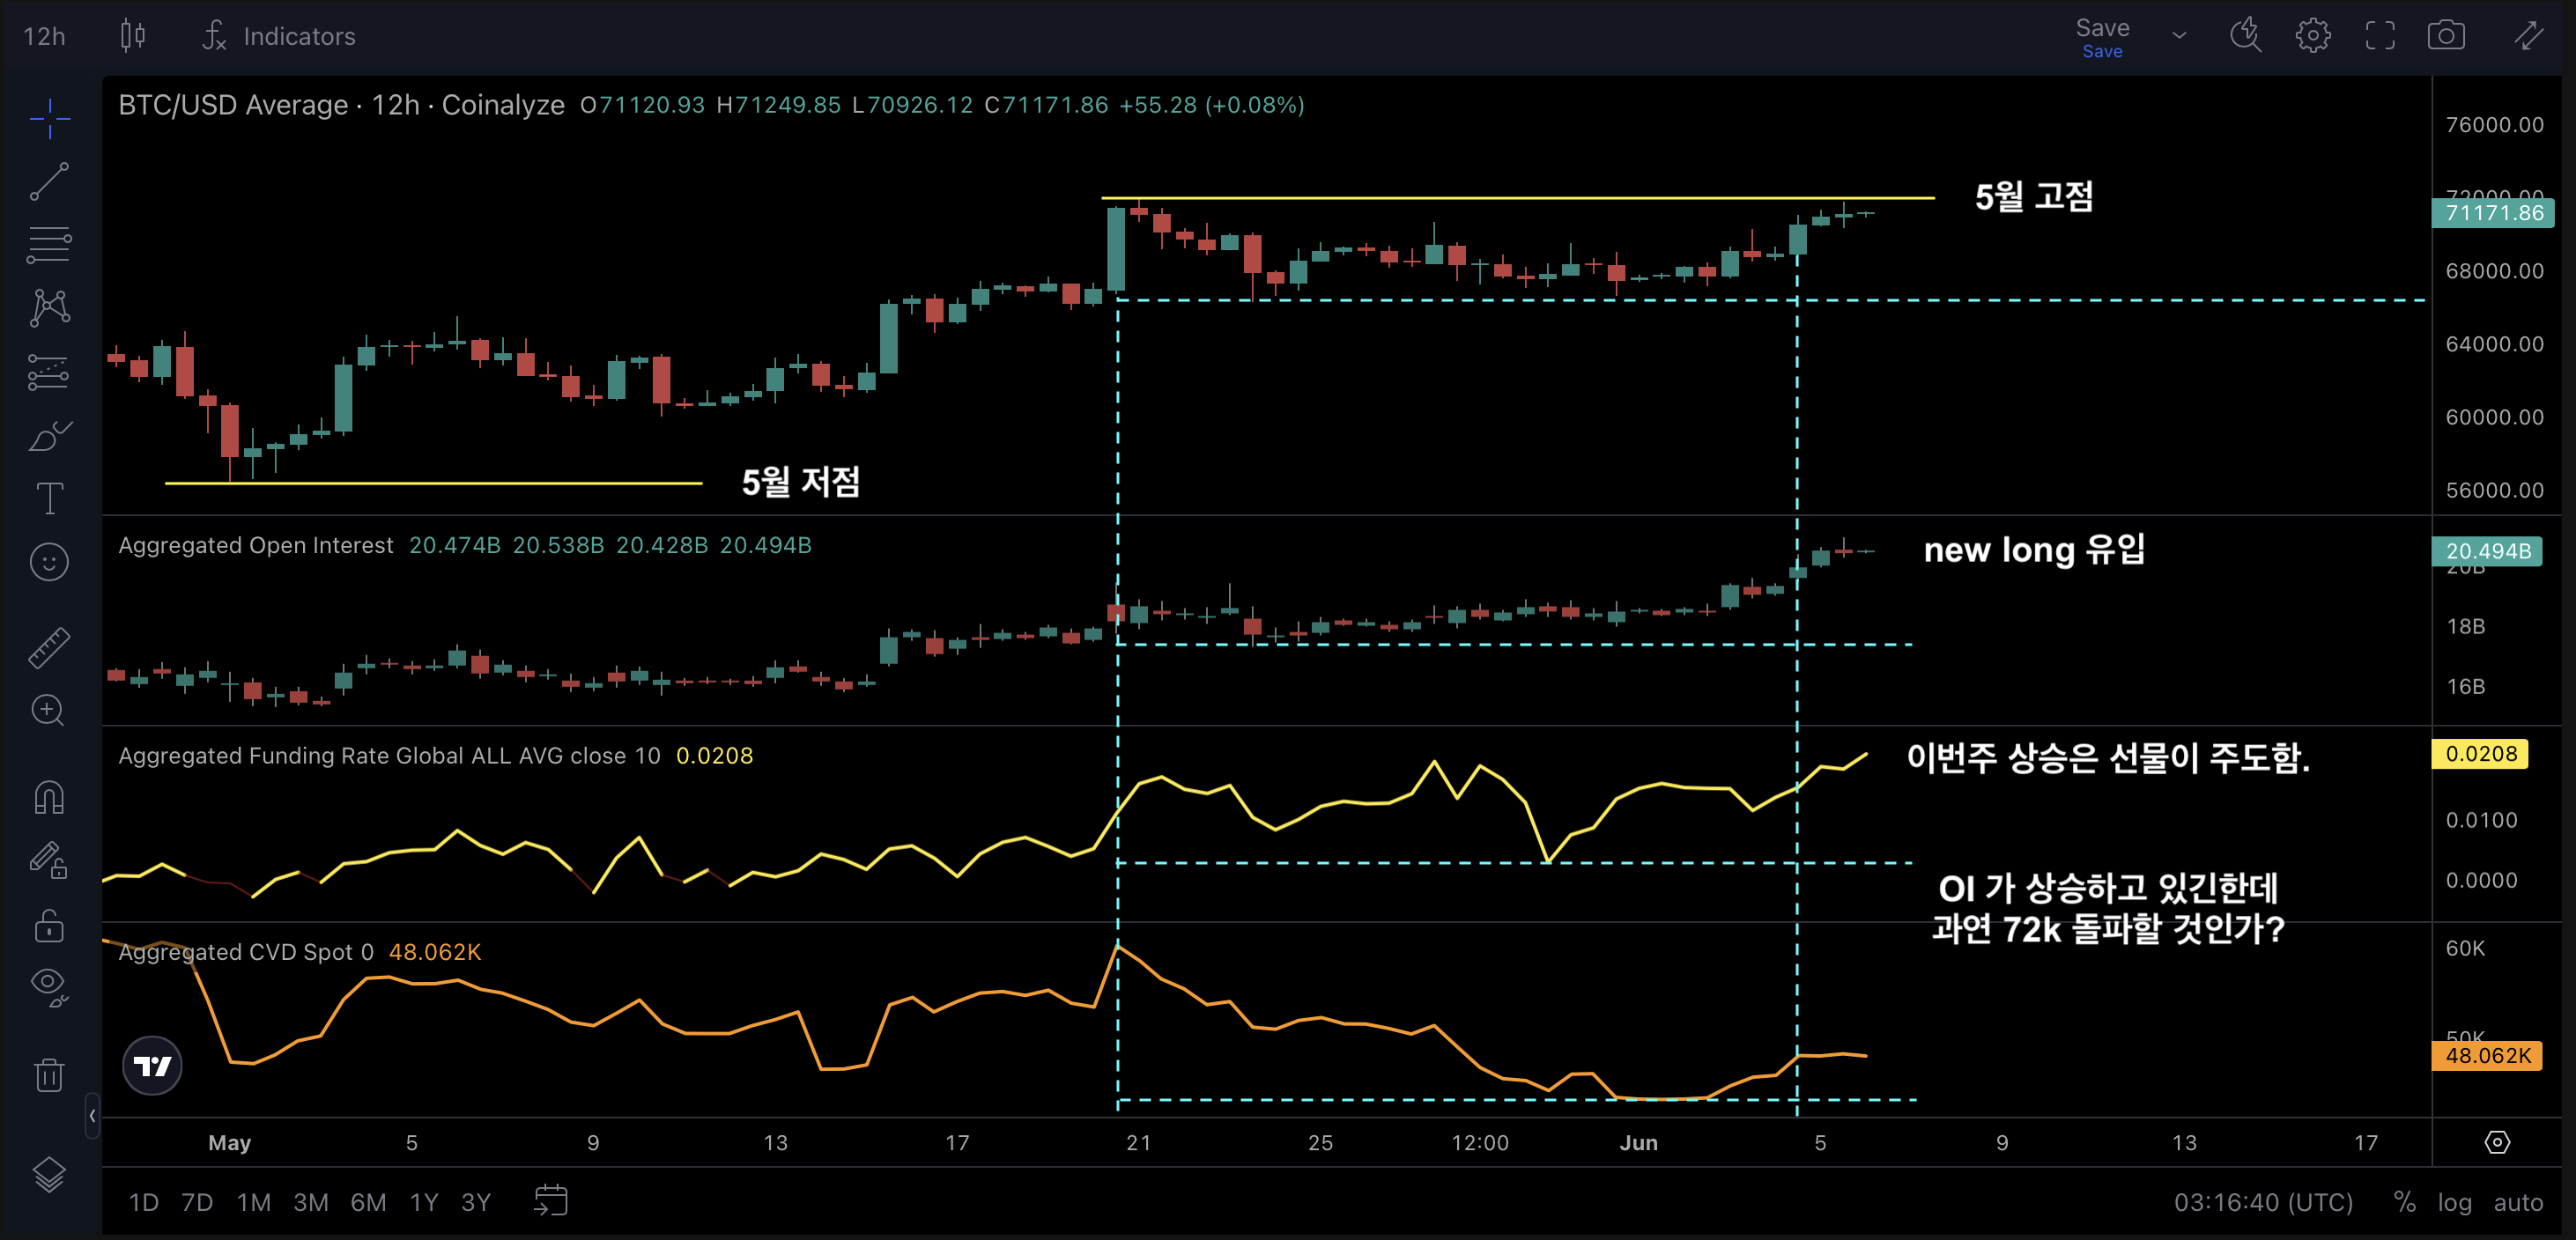 12h
Indicators
Save
Save
BTC/USD Average · 12h · Coinalyze O71120.93 H71249.85 L70926.12 C71171.86 +55.28 (+0.08%)
76000.00
72000.00
71171.86
68000.00
64000.00
60000.00
56000.00
5월 고점
5월 저점
Aggregated Open Interest 20.474B 20.538B 20.428B 20.494B
new long 유입
20.494B
20B
18B
16B
Aggregated Funding Rate Global ALL AVG close 10 0.0208
이번주 상승은 선물이 주도함.
0.0208
0.0100
0.0000
OI 가 상승하고 있긴한데
과연 72k 돌파할 것인가?
Aggregated CVD Spot 0 48.062K
60K
50K
48.062K
May 5 9 13 17 21 25 12:00 Jun 5 9 13 17
1D 7D 1M 3M 6M 1Y 3Y
03:16:40 (UTC) % log auto